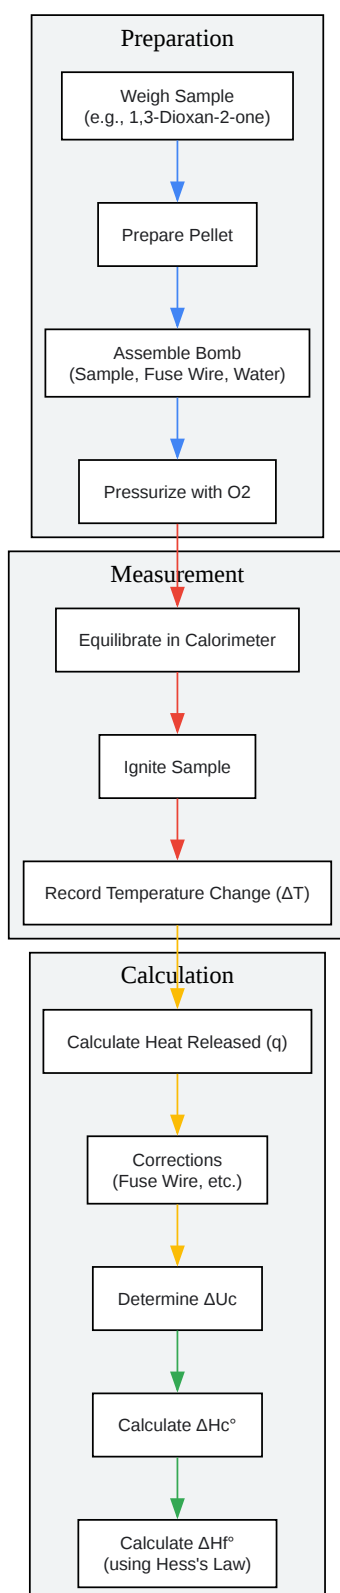 Preparation
Weigh Sample
(e.g., 1,3-Dioxan-2-one)
Prepare Pellet
Assemble Bomb
(Sample, Fuse Wire, Water)
Pressurize with O2
Measurement
Equilibrate in Calorimeter
Ignite Sample
Record Temperature Change (ΔT)
Calculation
Calculate Heat Released (q)
Corrections
(Fuse Wire, etc.)
Determine ΔUc
Calculate ΔHc°
Calculate ΔHf°
(using Hess's Law)